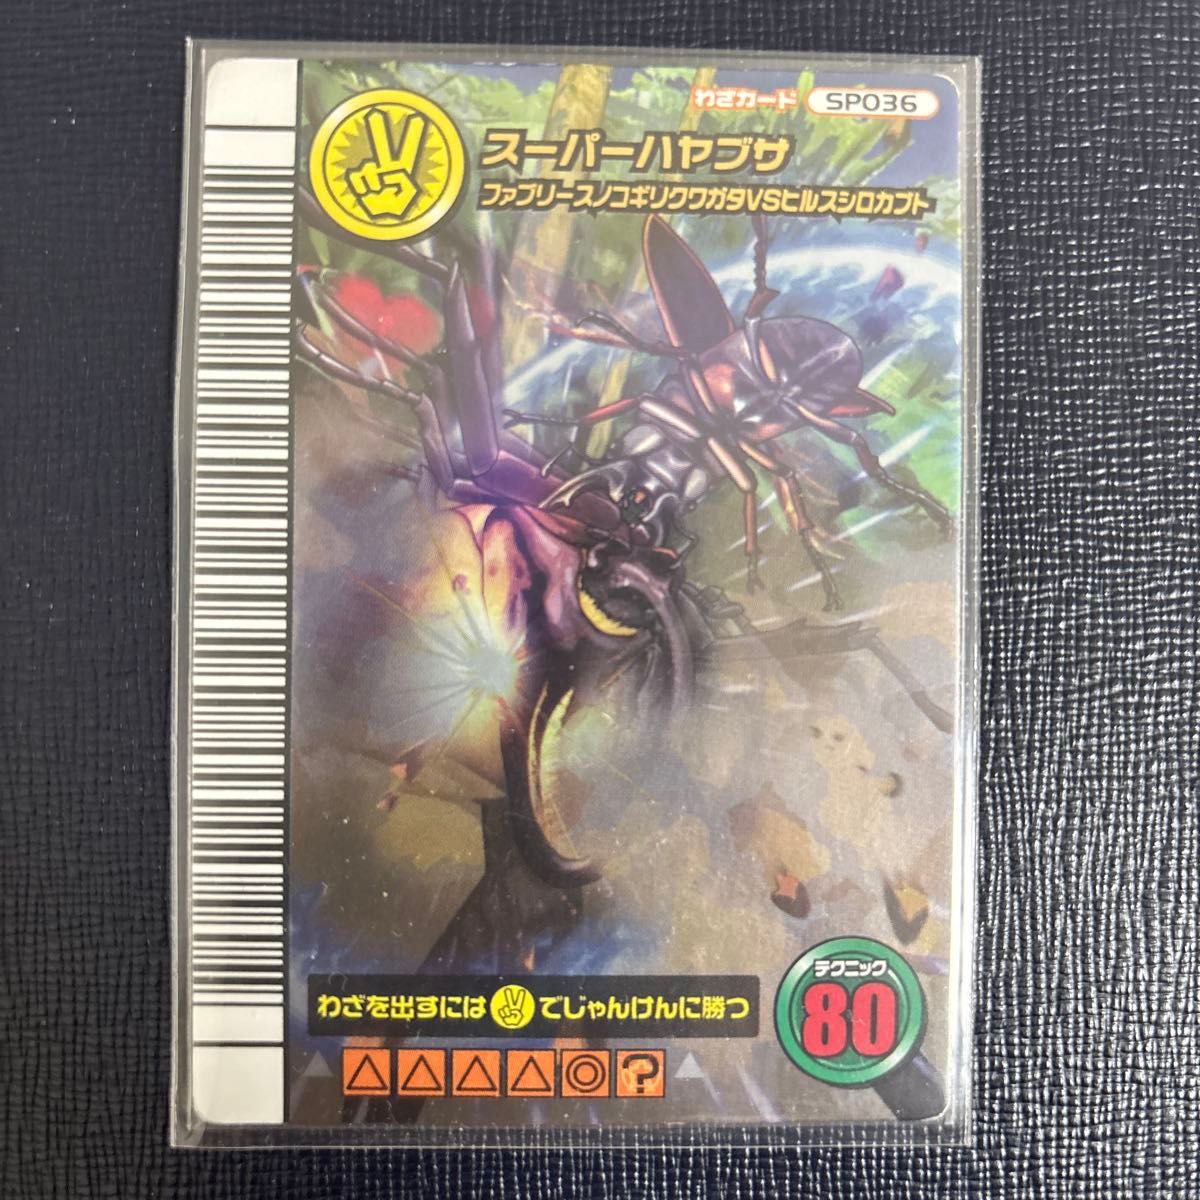 わざカード SP036
スーパーハヤブサ
ファブリースノコギリクワガタVSヒルスシロカブト
テクニック
80
わざを出すには でじゃんけんに勝つ
△△△△◎?